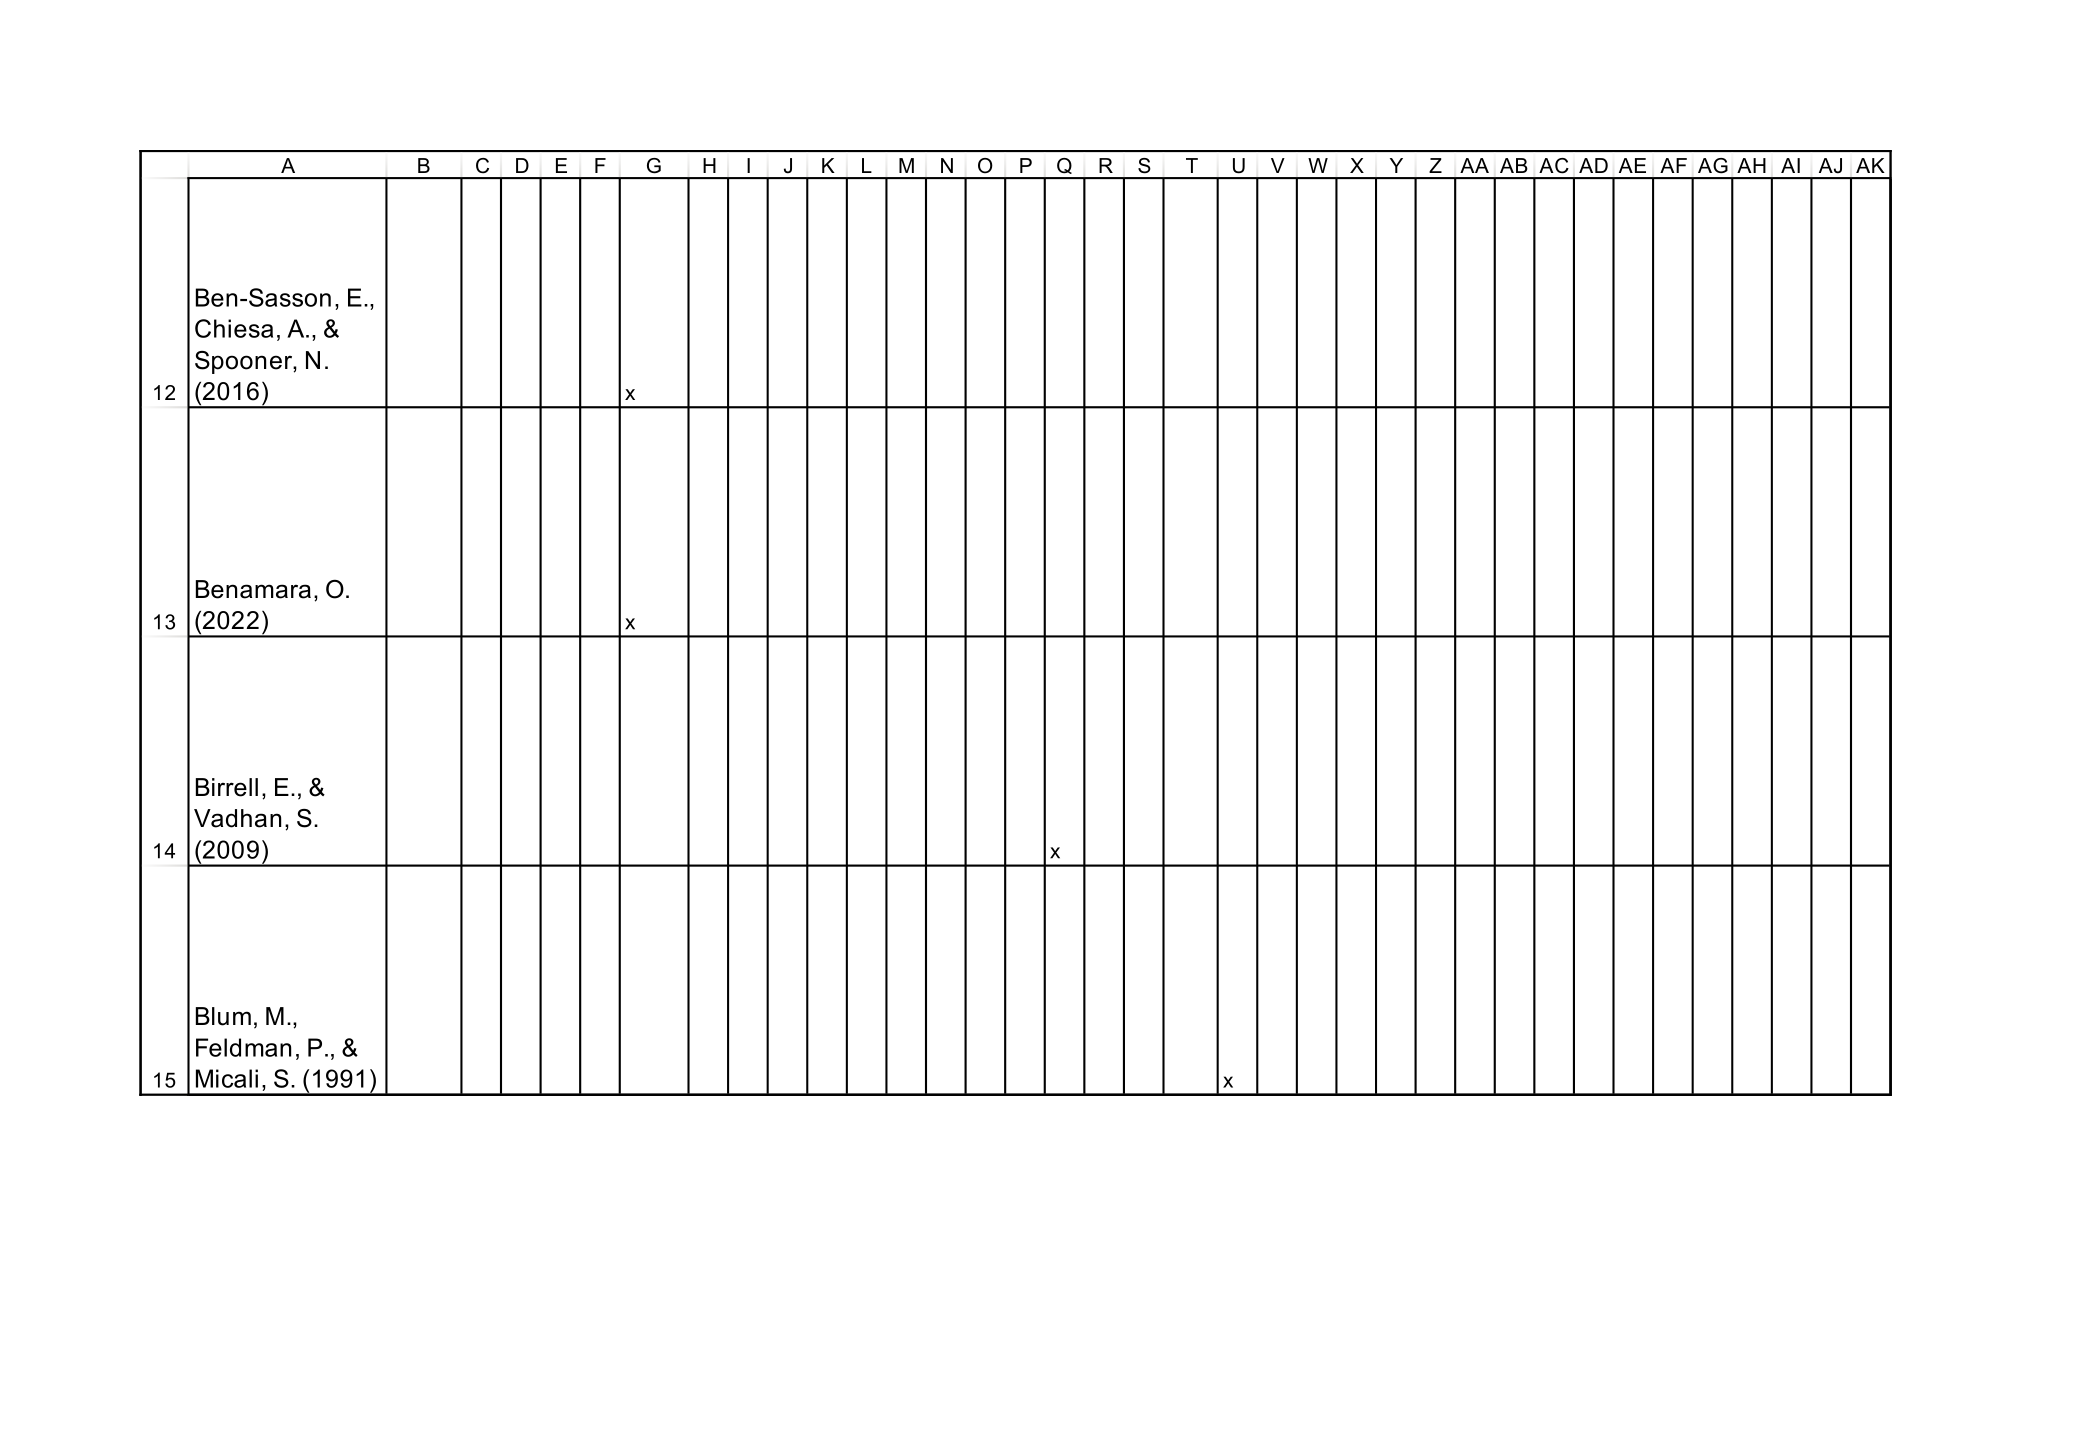 A B C D E F G H I J K L M N O P Q R S T U V W X Y Z AA AB AC AD AE AF AG AH AI AJ AK
Ben-Sasson, E.,
Chiesa, A., &
Spooner, N.
12 (2016) x
Benamara, O.
13 (2022) x
Birrell, E., &
Vadhan, S.
14 (2009) x
Blum, M.,
Feldman, P., &
15 Micali, S. (1991) x